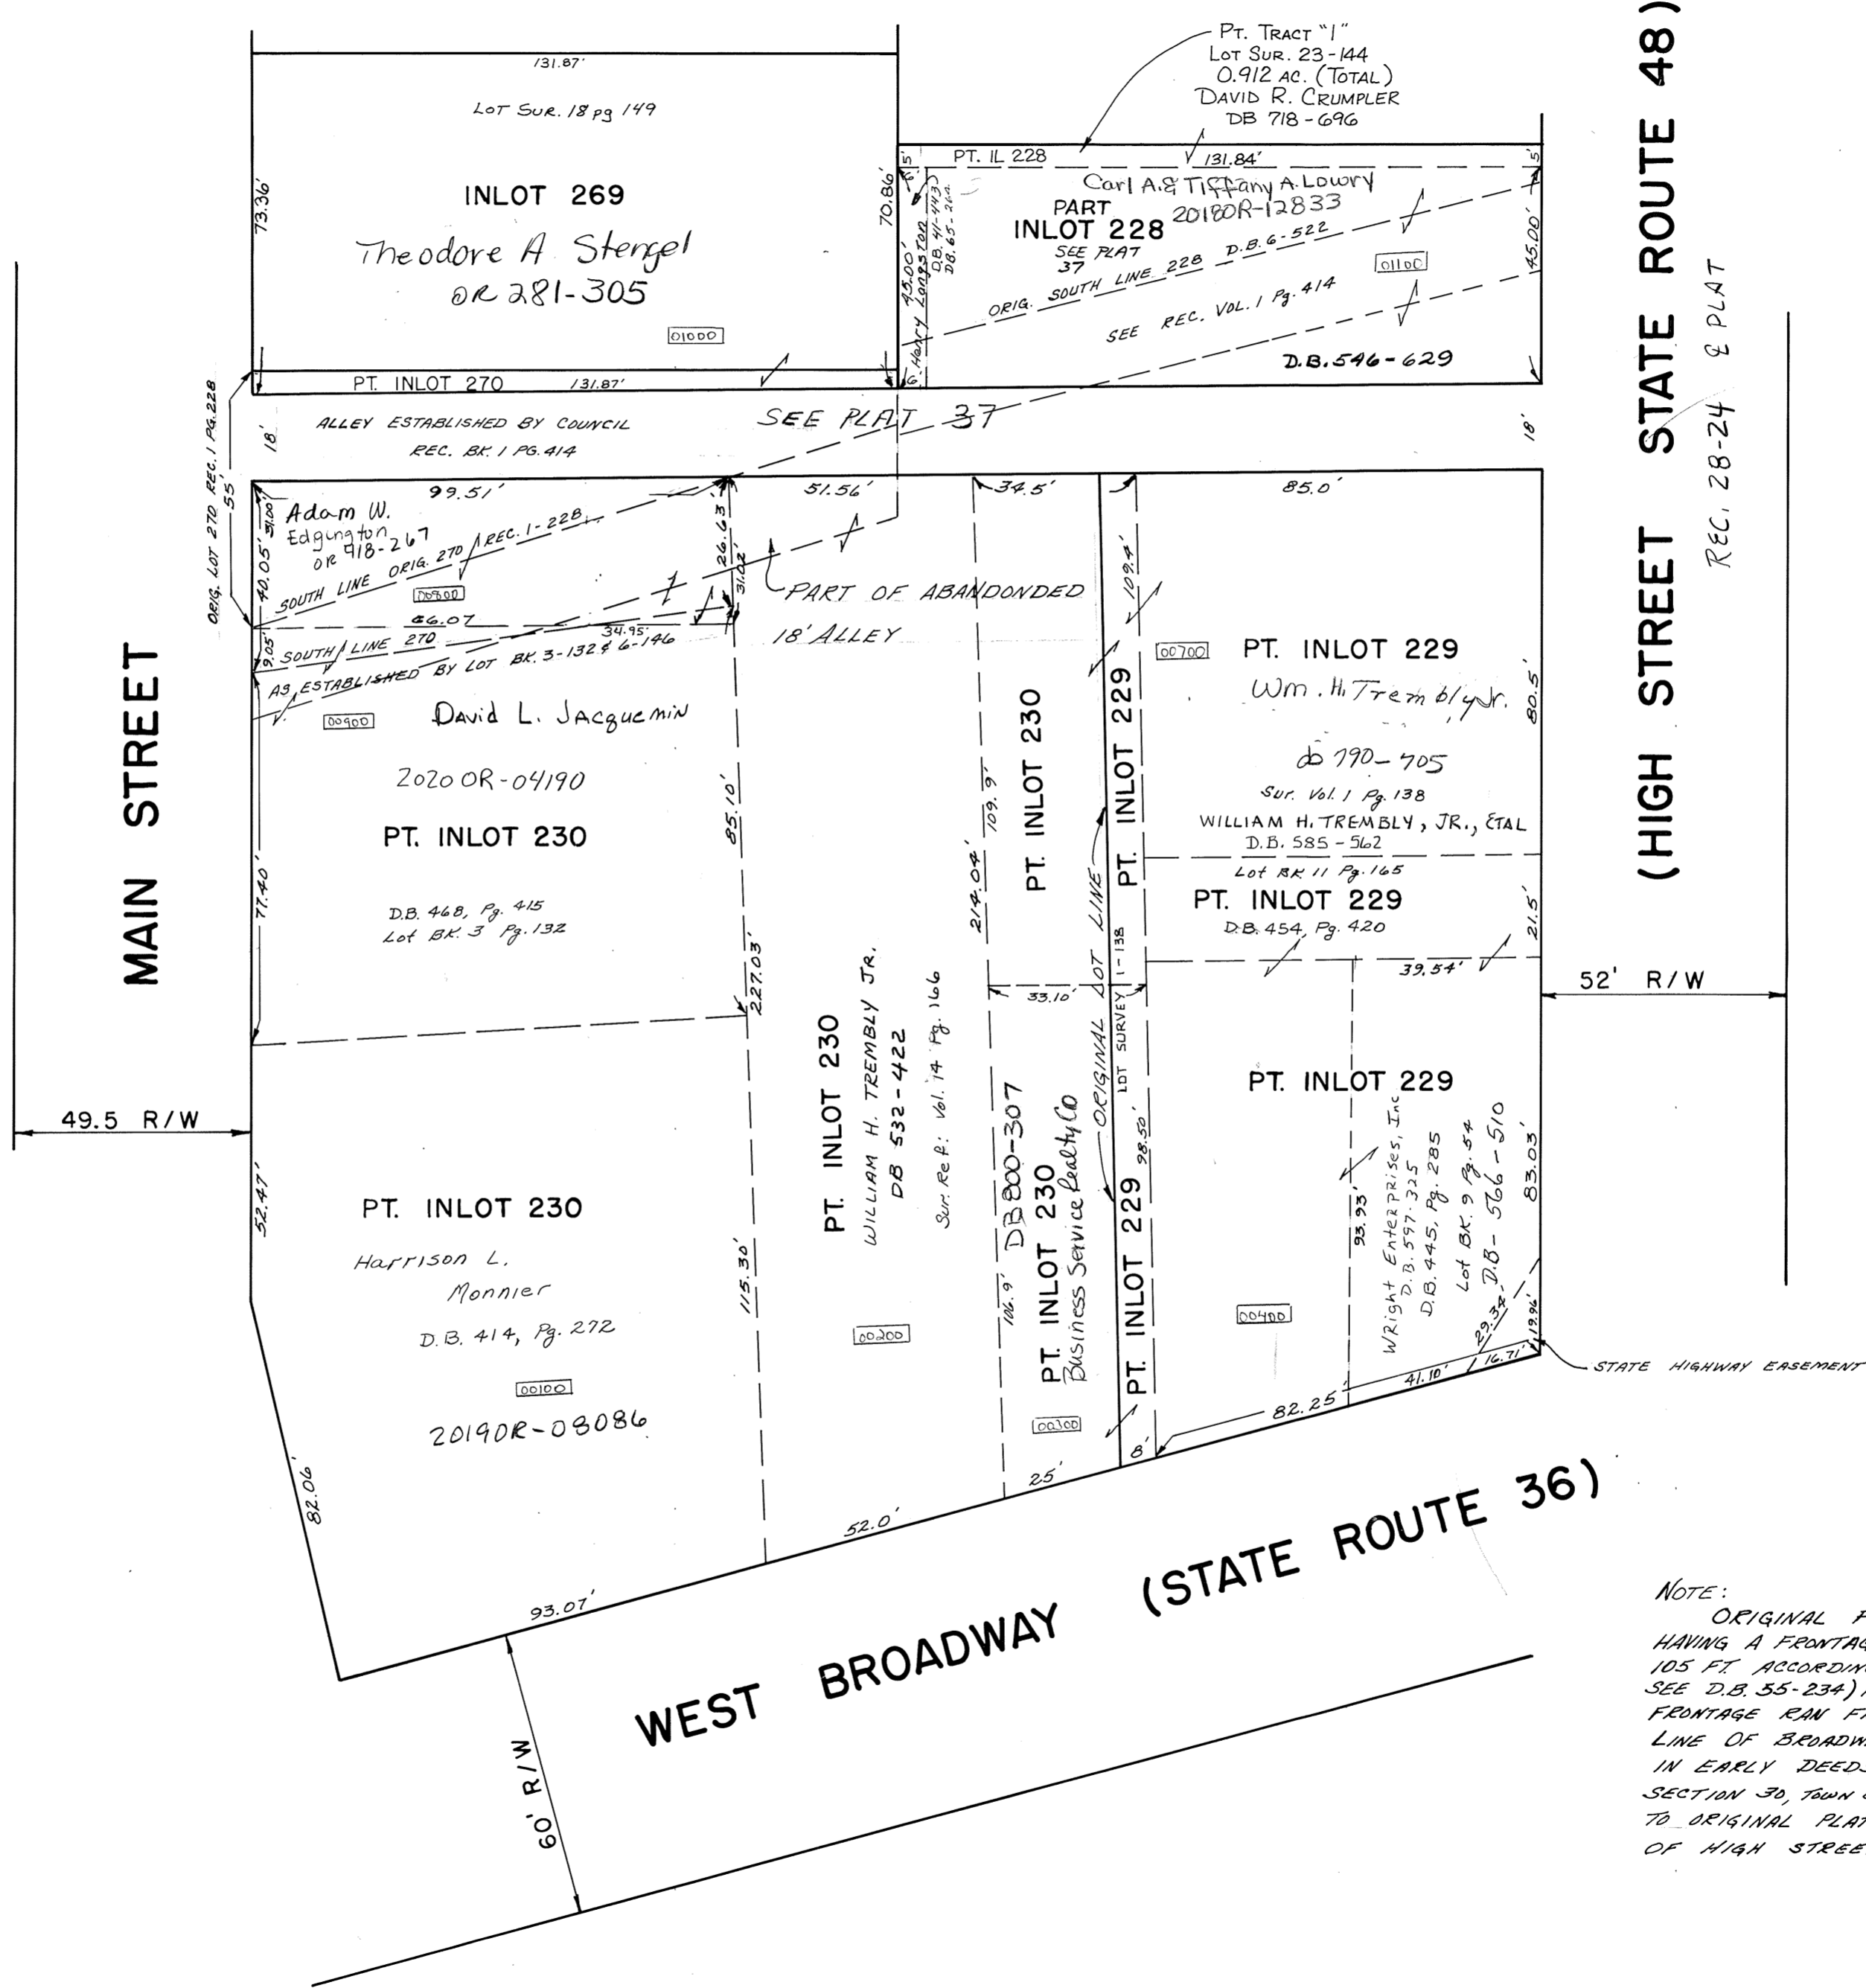 131.87'
LOT SUR. 18 pg 149
73.36'
INLOT 269
Theodore A Stengel
OR 281-305
01000
70.86'
PT. INLOT 270 131.87'
PT. TRACT "1"
LOT SUR. 23-144
0.912 AC. (TOTAL)
DAVID R. CRUMPLER
DB 718-696
5'
PT. IL 228
131.84'
5'
Carl A. & Tiffany A. Lowry
PART
2018OR-12833
INLOT 228
SEE PLAT
37
ORIG. SOUTH LINE 228 D.B. 6-522
01100
SEE REC. VOL. 1 Pg. 414
D.B. 546-629
45.00'
6' Henry Langston
D.B. 41-443
45.00'
ORIG. LOT 270 REC. 1 PG. 228
55'
18'
ALLEY ESTABLISHED BY COUNCIL
REC. BK. 1 PG. 414
SEE PLAT 37
18'
99.51'
51.56'
34.5'
85.0'
31.00'
40.05'
9.05'
Adam W.
Edgington
OR 918-267
SOUTH LINE ORIG. 270 REC. 1-228
00800
66.07
34.95'
26.63'
31.02'
SOUTH LINE 270
AS ESTABLISHED BY LOT BK. 3-132 & 6-146
PART OF ABANDONDED
18' ALLEY
00900
David L. Jacquemin
2020 OR-04190
PT. INLOT 230
D.B. 468, Pg. 415
Lot BK. 3 Pg. 132
77.40'
85.10'
227.03'
MAIN STREET
49.5 R/W
52.47'
PT. INLOT 230
Harrison L.
Monnier
D.B. 414, Pg. 272
00100
2019OR-08086
82.06'
93.07'
115.30'
PT. INLOT 230
WILLIAM H. TREMBLY JR.
DB 532-422
Sur. Ref: Vol. 14 Pg. 166
00200
52.0'
214.04'
109.9'
PT. INLOT 230
33.10'
106.9'
DB 800-307
PT. INLOT 230
Business Service Realty Co
00300
25'
ORIGINAL LOT LINE
LOT SURVEY 1-138
109.4'
PT. INLOT 229
98.50'
PT. INLOT 229
8'
00700
PT. INLOT 229
Wm. H. Trembly Jr.
db 790-705
Sur. Vol. 1 Pg. 138
WILLIAM H. TREMBLY, JR., ETAL
D.B. 585-562
80.5'
Lot BK 11 Pg. 165
PT. INLOT 229
D.B. 454, Pg. 420
21.5'
39.54'
PT. INLOT 229
00400
93.93'
WRight Enterprises, Inc
D.B. 597-325
D.B. 445, Pg. 285
Lot BK. 9 Pg. 54
D.B-566-510
83.03'
29.34'
19.96'
16.71'
41.10'
82.25'
STATE HIGHWAY EASEMENT
52' R/W
(HIGH STREET STATE ROUTE 48)
REC. 28-24 & PLAT
WEST BROADWAY (STATE ROUTE 36)
60' R/W
NOTE:
ORIGINAL
HAVING A
105 FT.
SEE D.B. 55-234)
FRONTAGE RAN
LINE OF
IN EARLY
SECTION 30, TOWN
TO ORIGINAL
OF HIGH